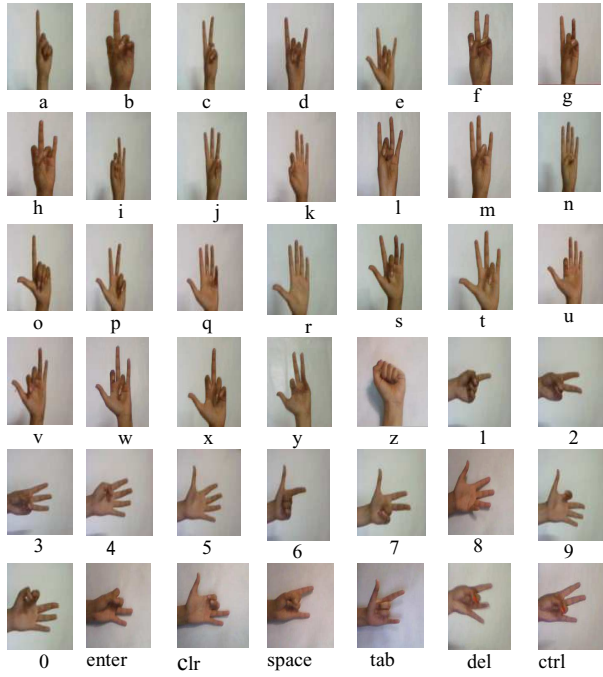 a b c d e f g
h i j k l m n
o p q r s t u
v w x y z 1 2
3 4 5 6 7 8 9
0 enter clr space tab del ctrl